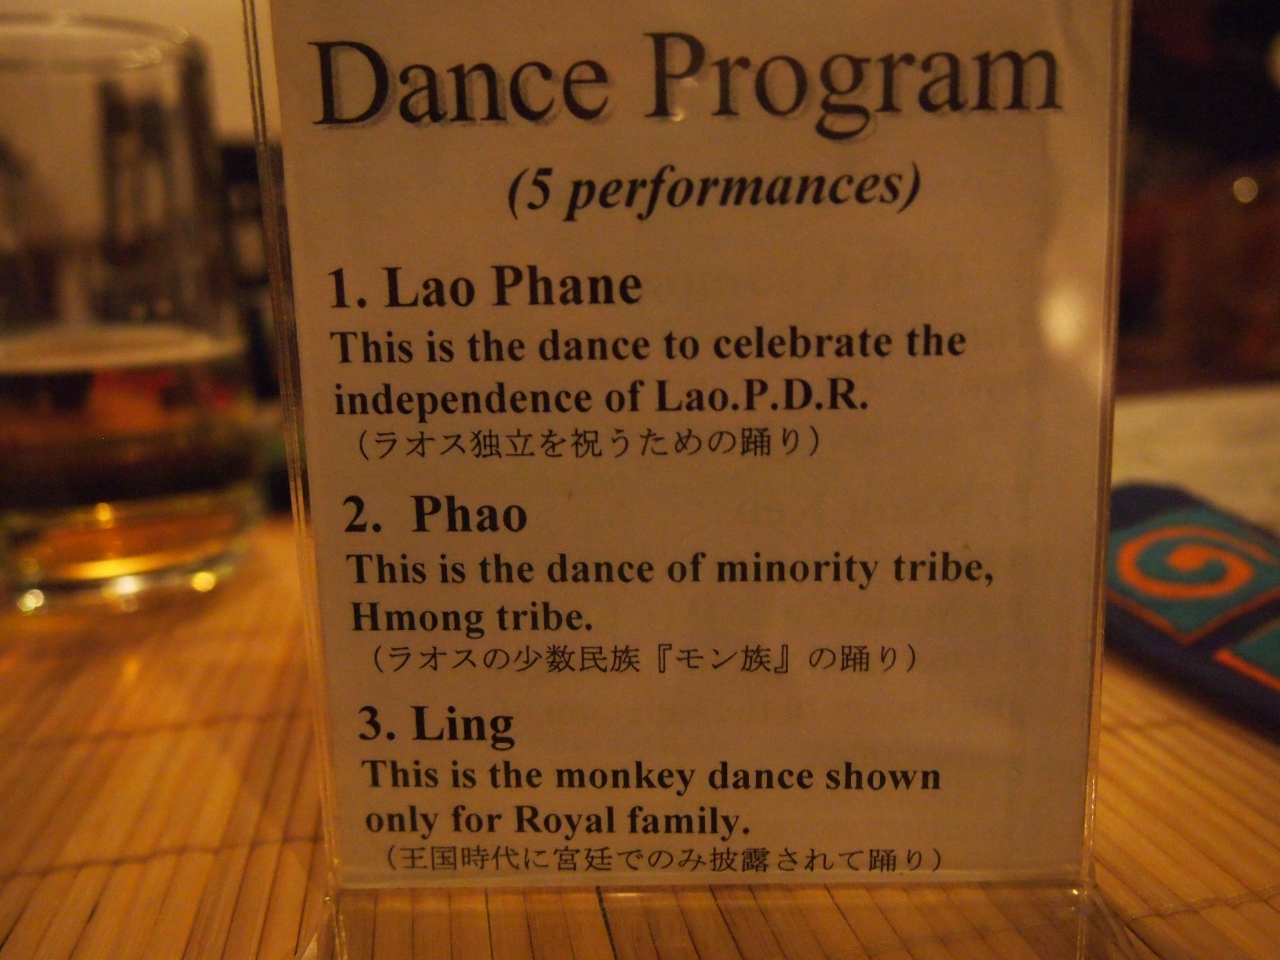 Dance Program
(5 performances)
1. Lao Phane
This is the dance to celebrate the
independence of Lao.P.D.R.
（ラオス独立を祝うための踊り）
2. Phao
This is the dance of minority tribe,
Hmong tribe.
（ラオスの少数民族『モン族』の踊り）
3. Ling
This is the monkey dance shown
only for Royal family.
（王国時代に宮廷でのみ披露されて踊り）